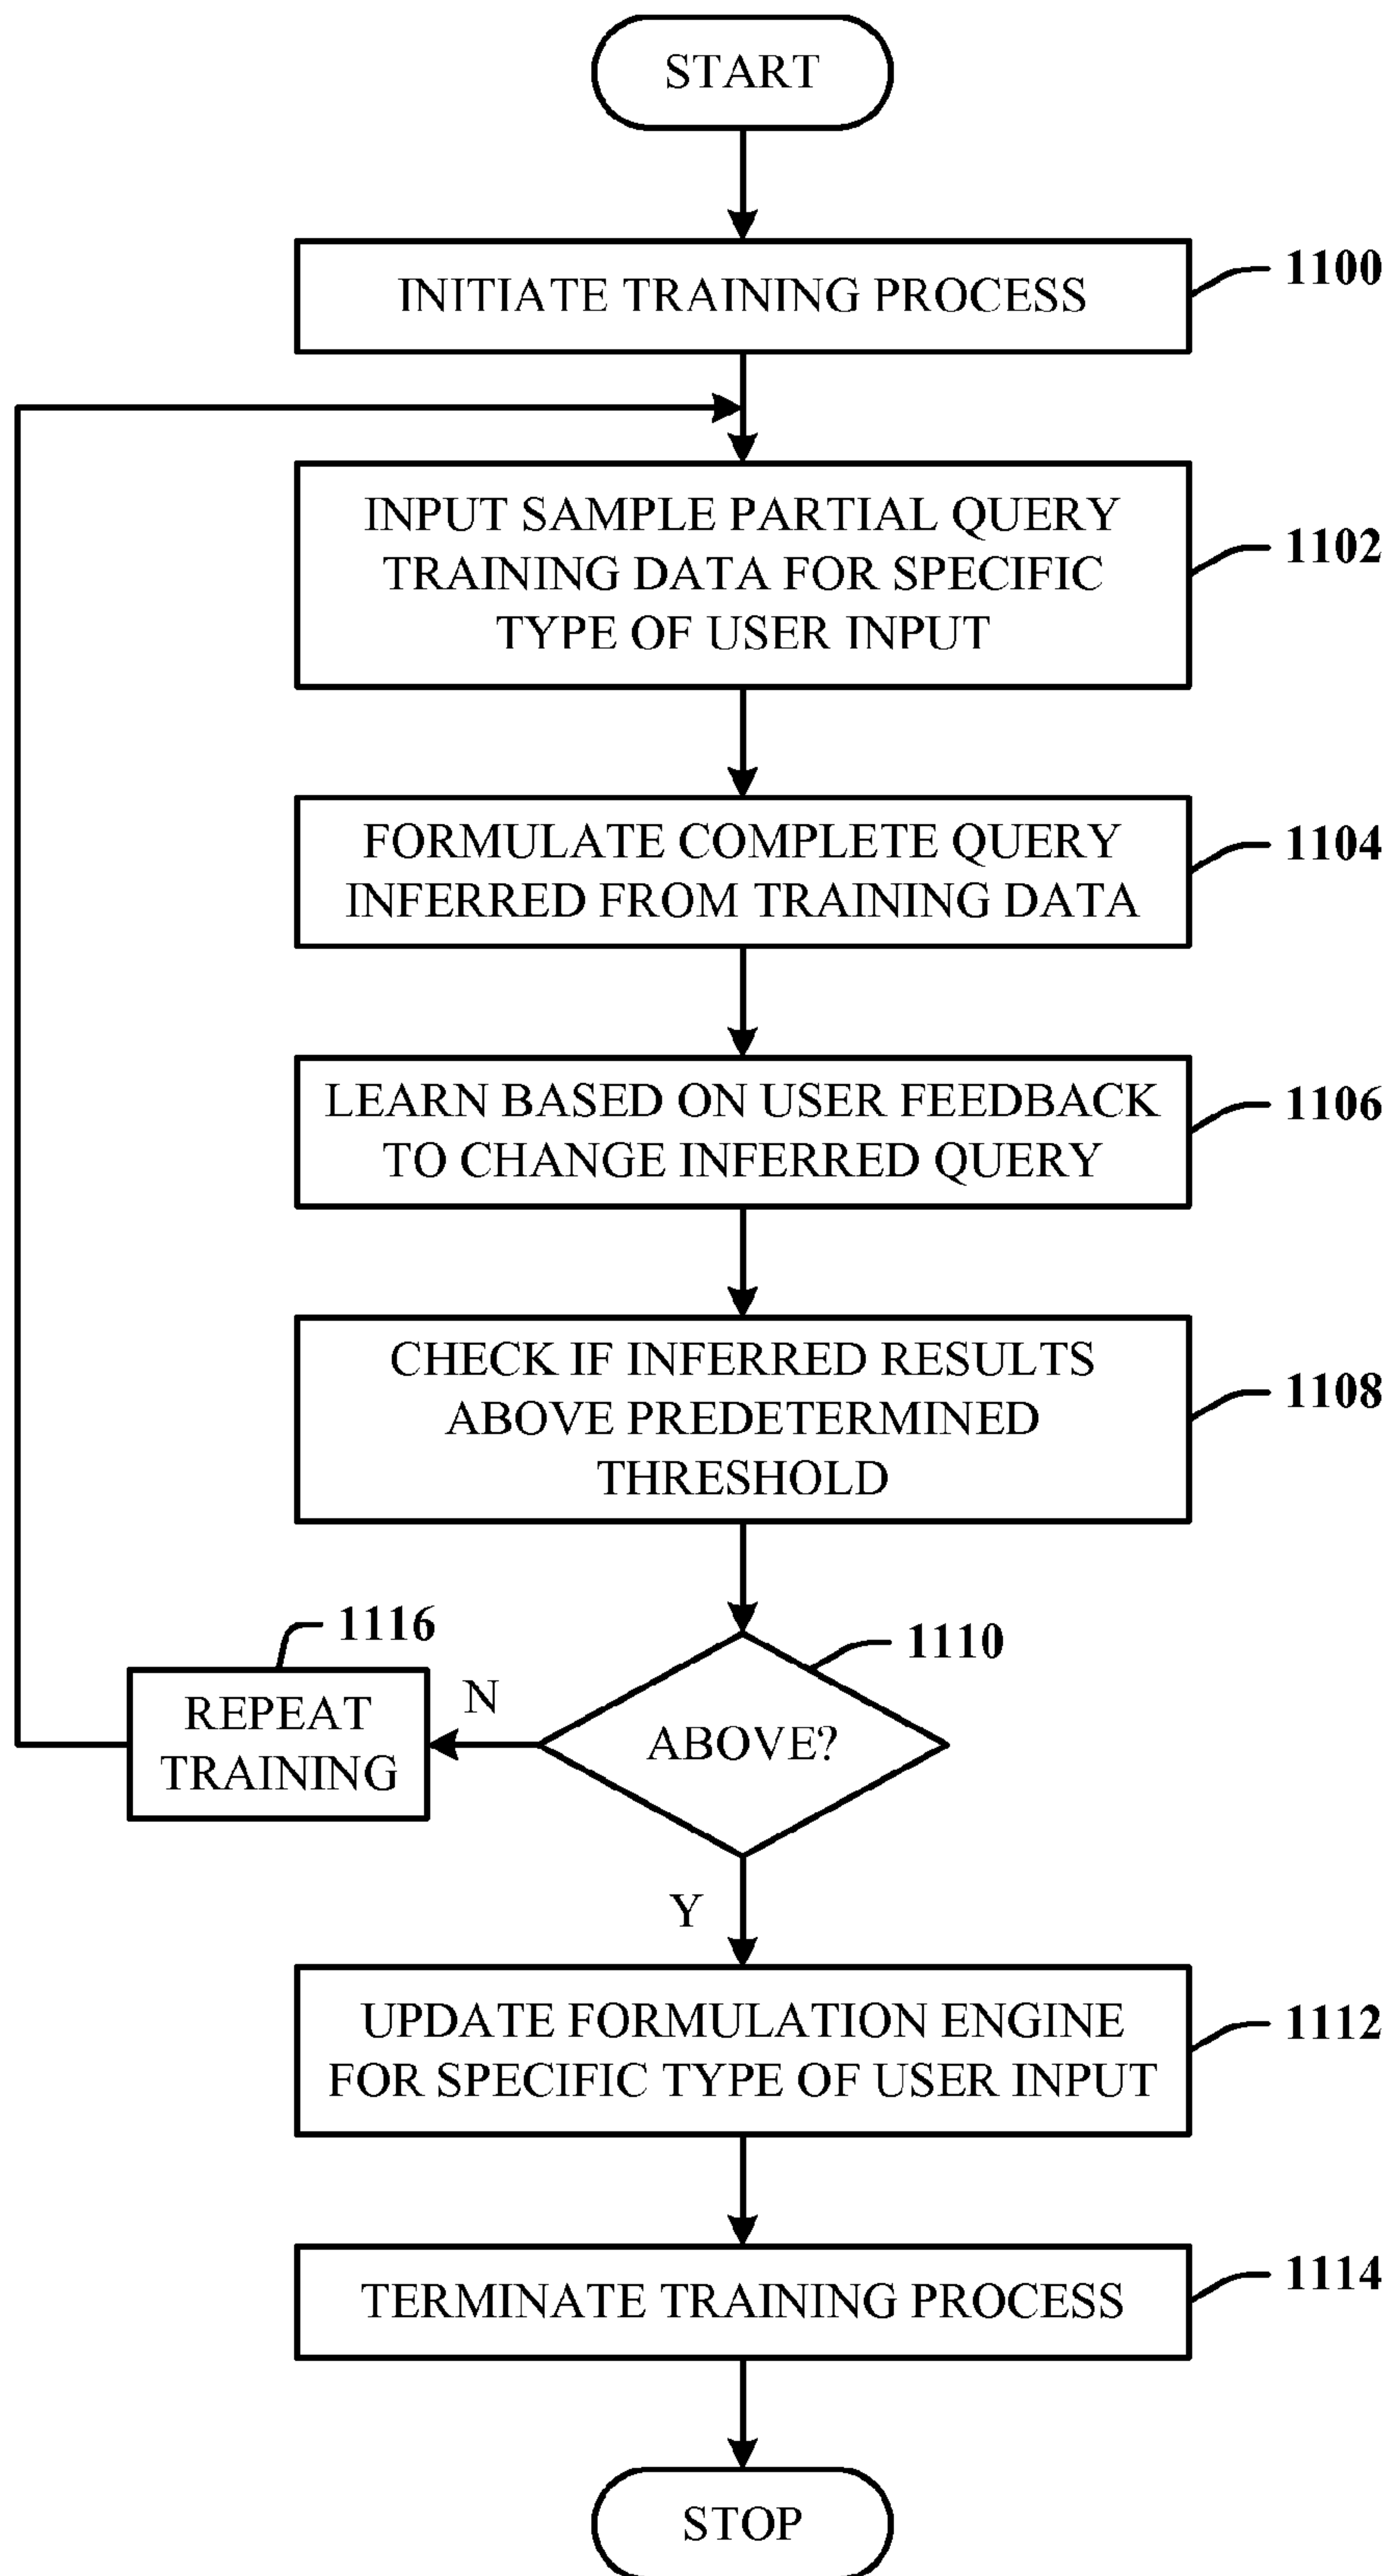 START
INITIATE TRAINING PROCESS
1100
INPUT SAMPLE PARTIAL QUERY
TRAINING DATA FOR SPECIFIC
TYPE OF USER INPUT
1102
FORMULATE COMPLETE QUERY
INFERRED FROM TRAINING DATA
1104
LEARN BASED ON USER FEEDBACK
TO CHANGE INFERRED QUERY
1106
CHECK IF INFERRED RESULTS
ABOVE PREDETERMINED
THRESHOLD
1108
1116
REPEAT
TRAINING
N
ABOVE?
1110
Y
UPDATE FORMULATION ENGINE
FOR SPECIFIC TYPE OF USER INPUT
1112
TERMINATE TRAINING PROCESS
1114
STOP